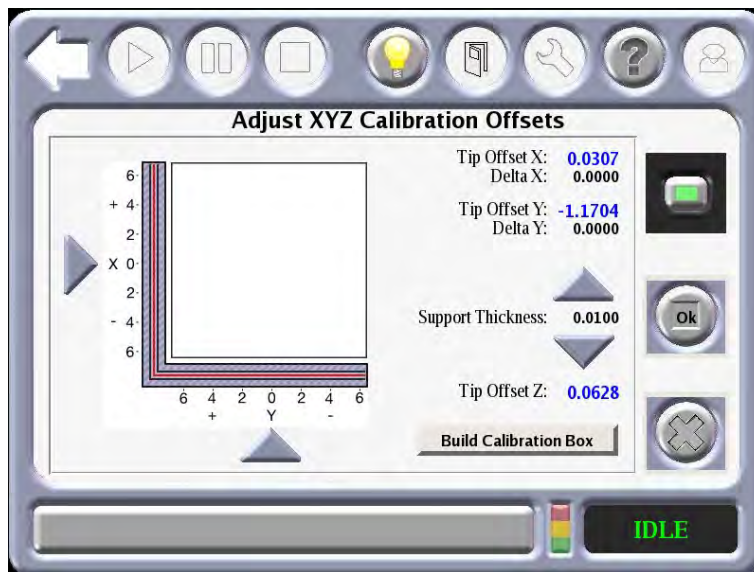 ?
Adjust XYZ Calibration Offsets
Tip Offset X: 0.0307
Delta X: 0.0000
Tip Offset Y: -1.1704
Delta Y: 0.0000
6
+ 4
2
X 0
2
- 4
6
6 4 2 0 2 4 6
+ Y -
Support Thickness: 0.0100
Ok
Tip Offset Z: 0.0628
Build Calibration Box
IDLE